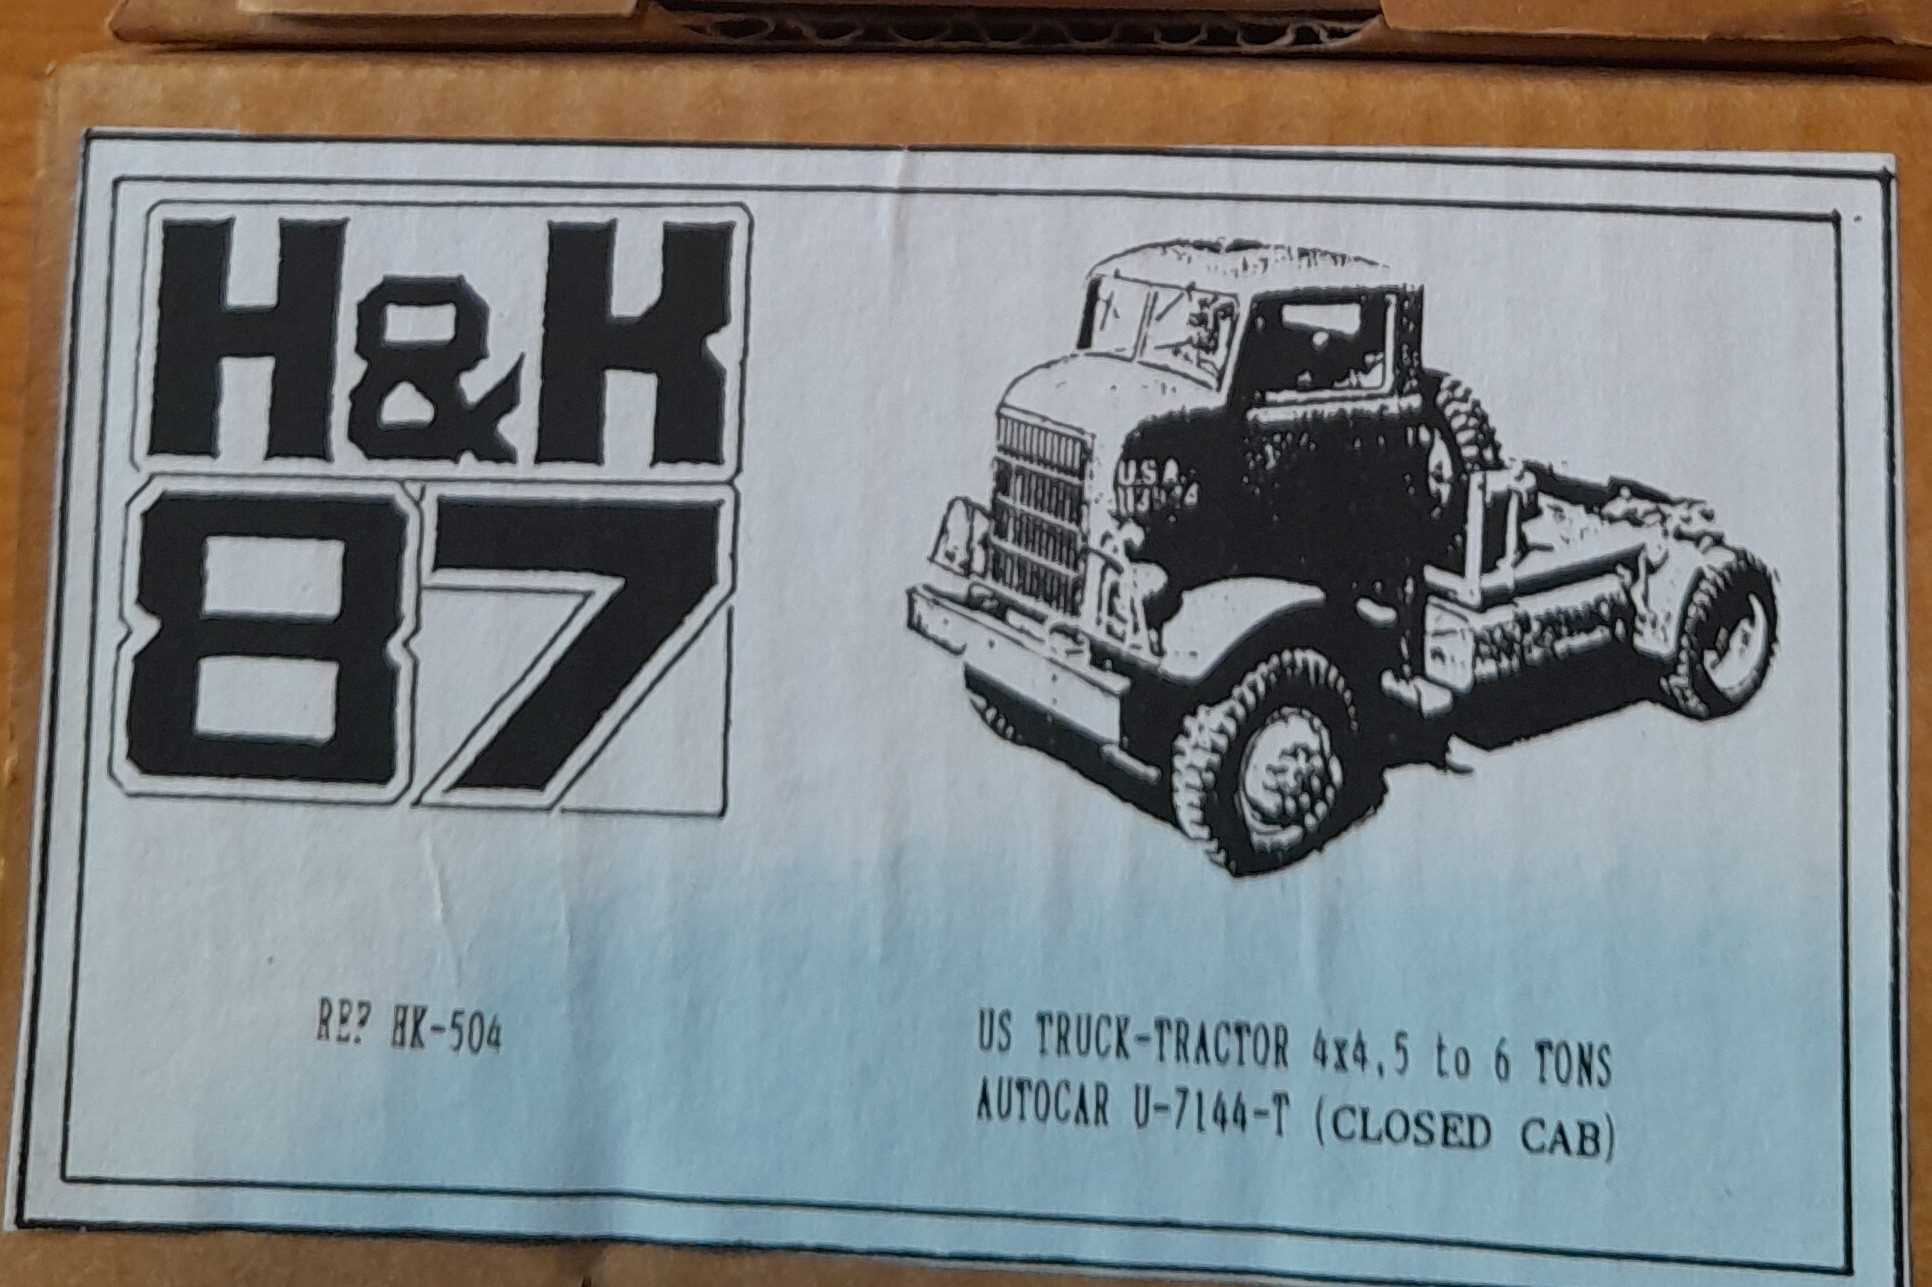 H&K
87
U.S.A.
REF HK-504
US TRUCK-TRACTOR 4x4,5 to 6 TONS
AUTOCAR U-7144-T (CLOSED CAB)